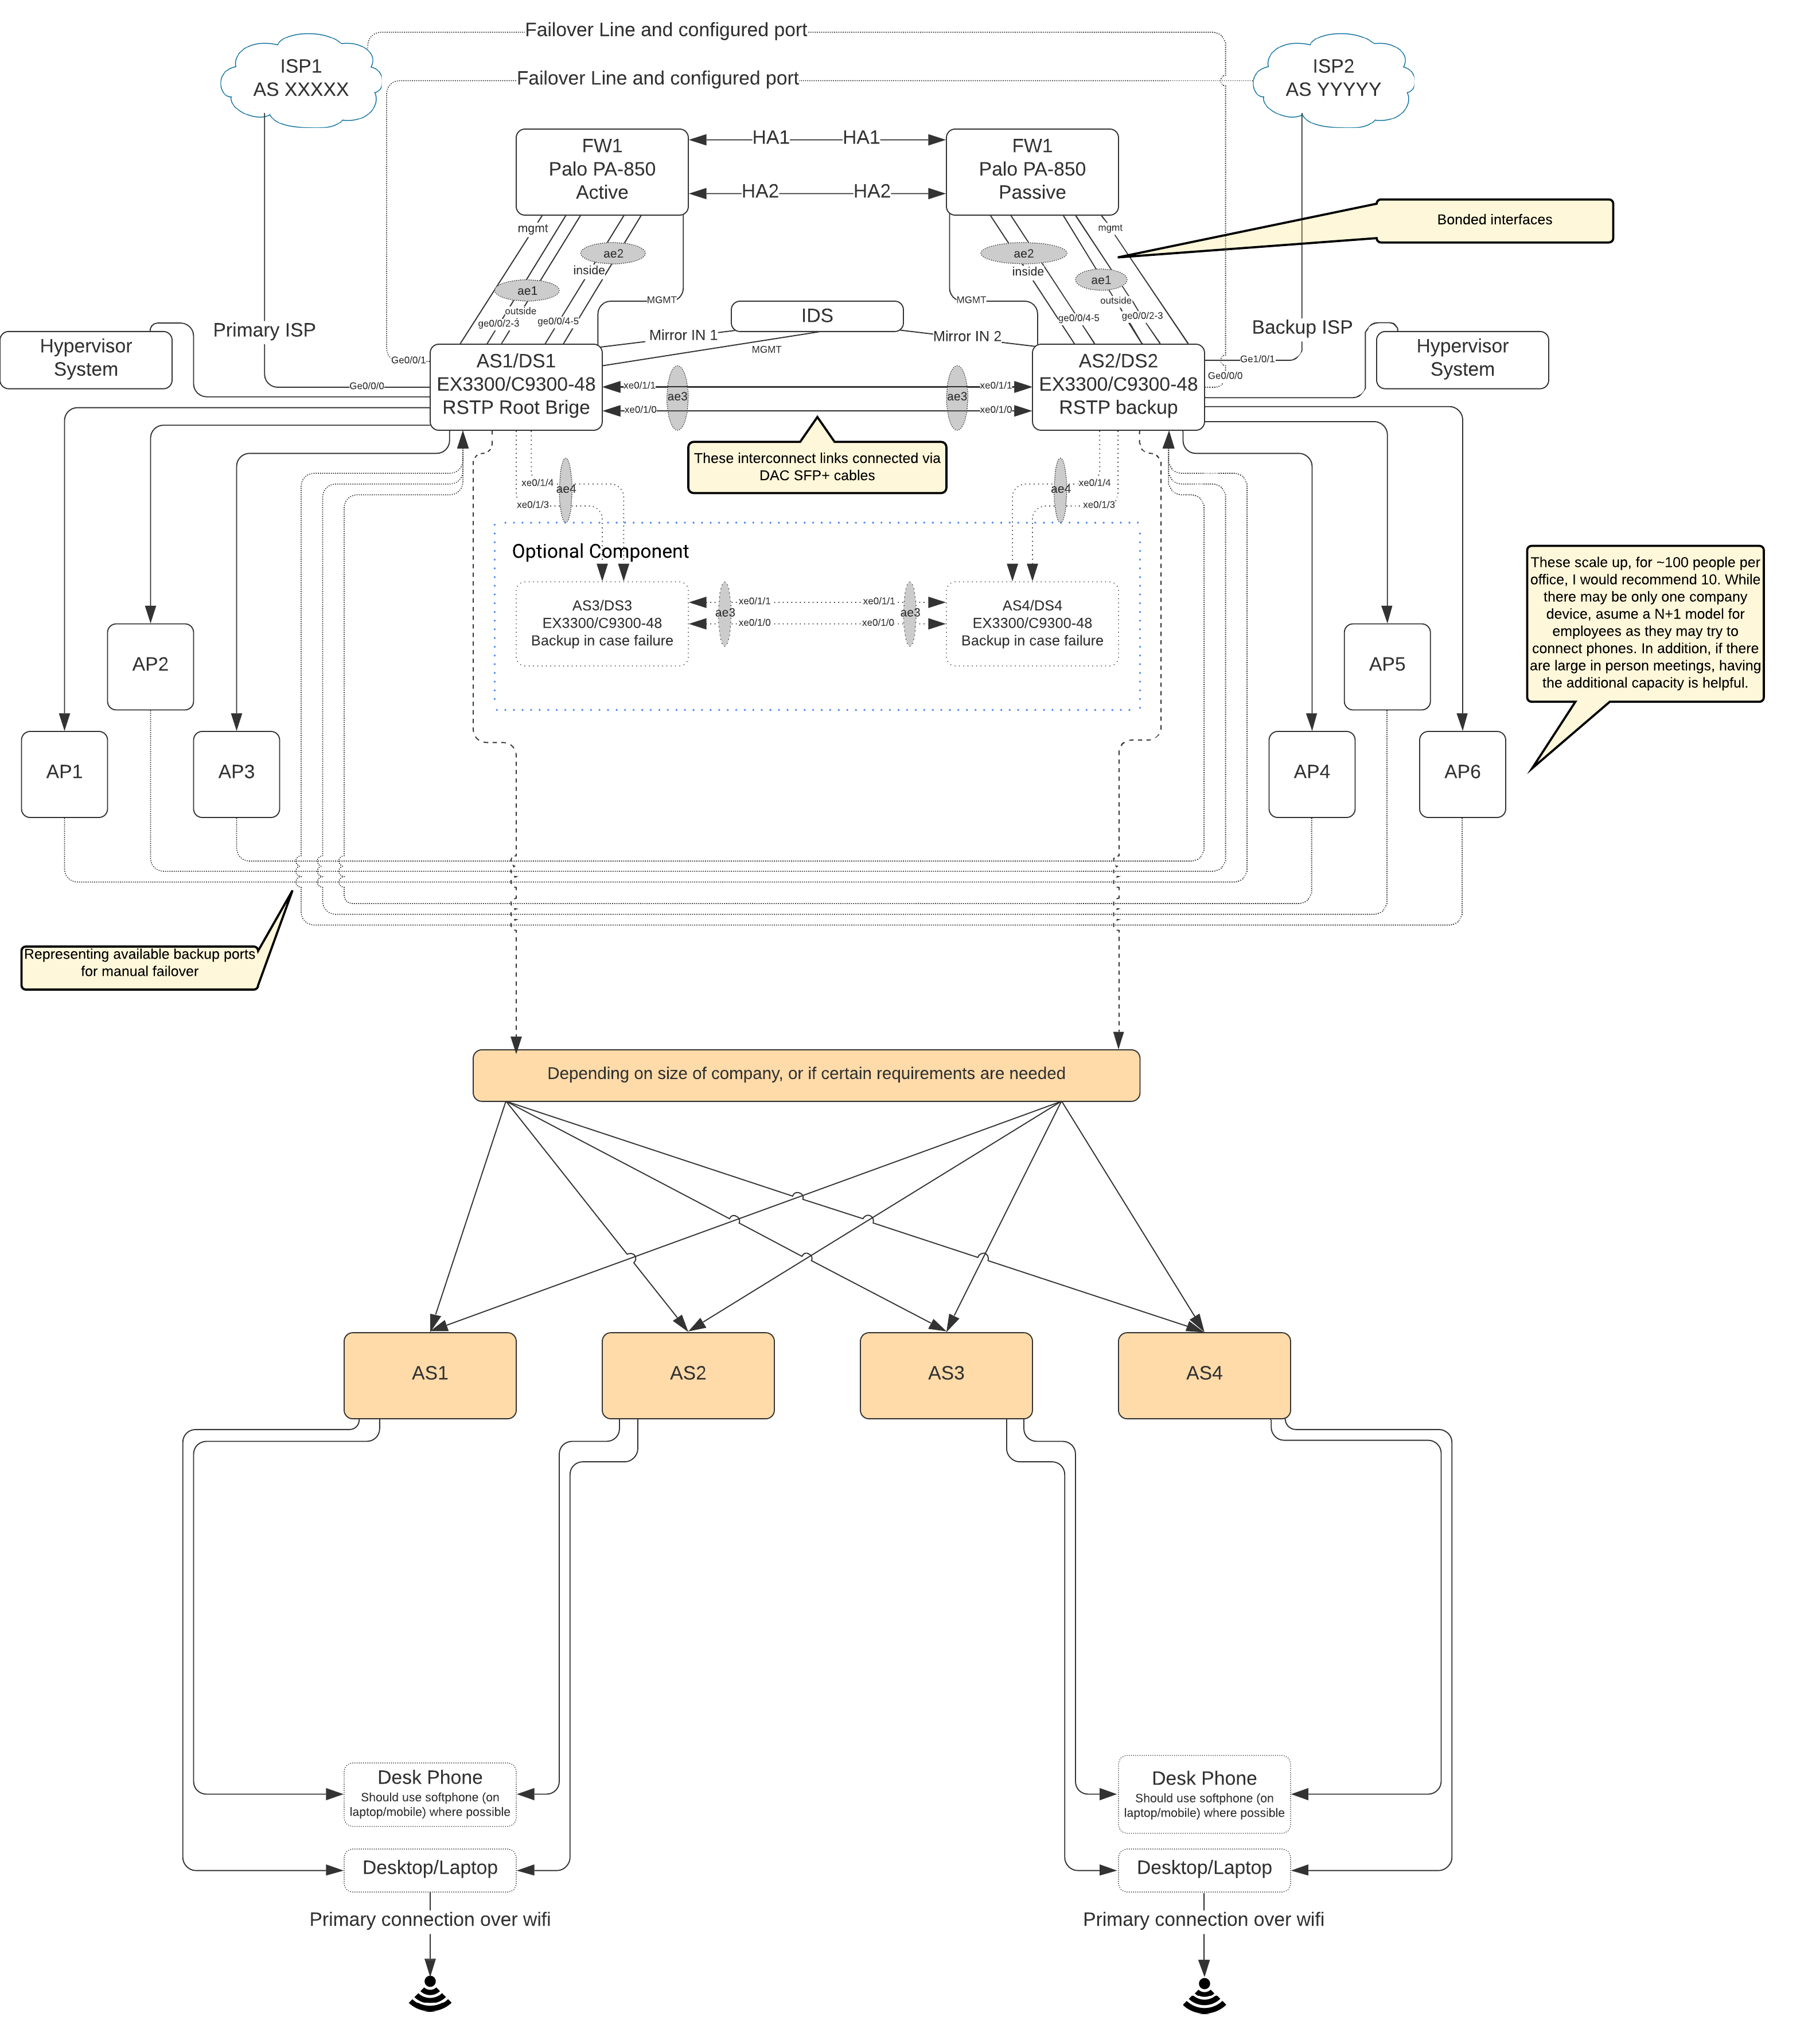 Failover Line and configured port
ISP1
AS XXXXX
Failover Line and configured port
ISP2
AS YYYYY
FW1
Palo PA-850
Active
HA1
HA1
HA2
HA2
FW1
Palo PA-850
Passive
Bonded interfaces
mgmt
ae2
inside
ae1
outside
ge0/0/2-3
ge0/0/4-5
MGMT
mgmt
ae2
inside
ae1
outside
ge0/0/4-5
ge0/0/2-3
MGMT
IDS
Mirror IN 1
Mirror IN 2
MGMT
Primary ISP
Backup ISP
Hypervisor
System
Hypervisor
System
Ge0/0/1
Ge0/0/0
AS1/DS1
EX3300/C9300-48
RSTP Root Brige
xe0/1/1
xe0/1/0
ae3
ae3
xe0/1/1
xe0/1/0
AS2/DS2
EX3300/C9300-48
RSTP backup
Ge1/0/1
Ge0/0/0
These interconnect links connected via
DAC SFP+ cables
xe0/1/4
ae4
xe0/1/3
ae4
xe0/1/4
xe0/1/3
Optional Component
AS3/DS3
EX3300/C9300-48
Backup in case failure
xe0/1/1
ae3
xe0/1/0
xe0/1/1
ae3
xe0/1/0
AS4/DS4
EX3300/C9300-48
Backup in case failure
These scale up, for ~100 people per
office, I would recommend 10. While
there may be only one company
device, asume a N+1 model for
employees as they may try to
connect phones. In addition, if there
are large in person meetings, having
the additional capacity is helpful.
AP2
AP5
AP1
AP3
AP4
AP6
Representing available backup ports
for manual failover
Depending on size of company, or if certain requirements are needed
AS1
AS2
AS3
AS4
Desk Phone
Should use softphone (on
laptop/mobile) where possible
Desk Phone
Should use softphone (on
laptop/mobile) where possible
Desktop/Laptop
Desktop/Laptop
Primary connection over wifi
Primary connection over wifi